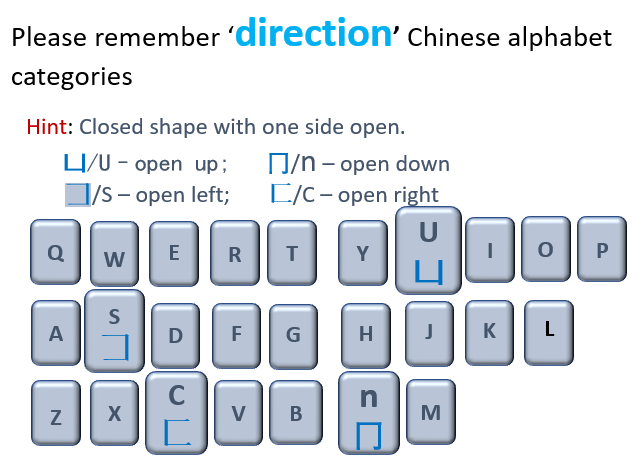 Please remember ‘direction’ Chinese alphabet
categories
Hint: Closed shape with one side open.
凵/U – open up; 冂/n – open down
コ/S – open left; 匚/C – open right
Q W E R T Y U I O P
凵
A S D F G H J K L
コ
Z X C V B n M
匚 冂